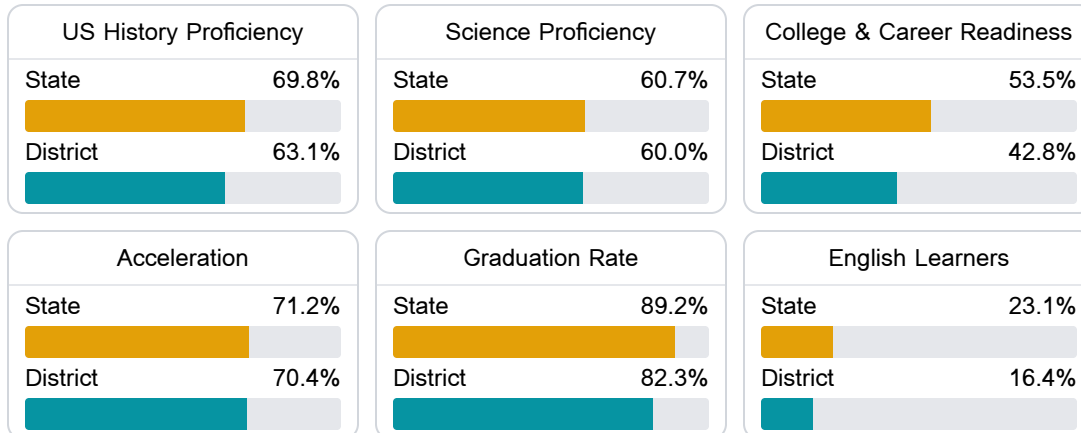 US History Proficiency
State 69.8%
District 63.1%
Science Proficiency
State 60.7%
District 60.0%
College & Career Readiness
State 53.5%
District 42.8%
Acceleration
State 71.2%
District 70.4%
Graduation Rate
State 89.2%
District 82.3%
English Learners
State 23.1%
District 16.4%